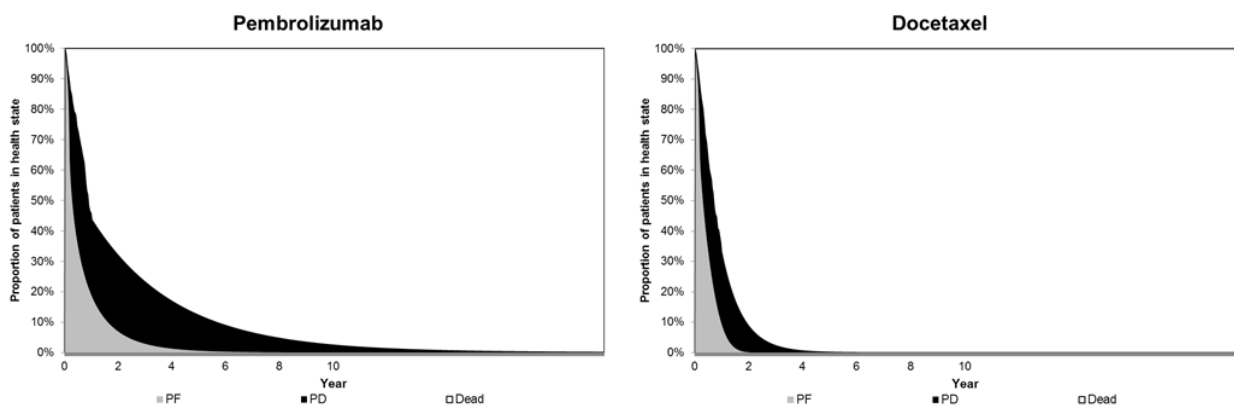 Pembrolizumab
Proportion of patients in health state
100%
90%
80%
70%
60%
50%
40%
30%
20%
10%
0%
0 2 4 6 8 10
Year
PF PD Dead
Docetaxel
Proportion of patients in health state
100%
90%
80%
70%
60%
50%
40%
30%
20%
10%
0%
0 2 4 6 8 10
Year
PF PD Dead